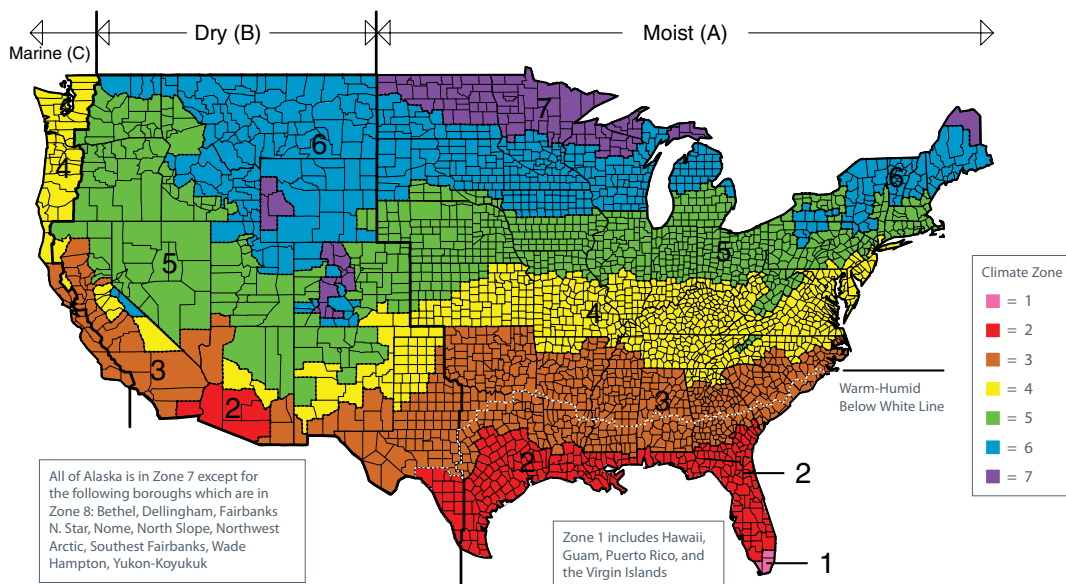 Marine (C)
Dry (B)
Moist (A)
7
6
6
4
5
5
4
3
3
2
2
2
1
Warm-Humid
Below White Line
Climate Zone
= 1
= 2
= 3
= 4
= 5
= 6
= 7
All of Alaska is in Zone 7 except for
the following boroughs which are in
Zone 8: Bethel, Dellingham, Fairbanks
N. Star, Nome, North Slope, Northwest
Arctic, Southest Fairbanks, Wade
Hampton, Yukon-Koyukuk
Zone 1 includes Hawaii,
Guam, Puerto Rico, and
the Virgin Islands